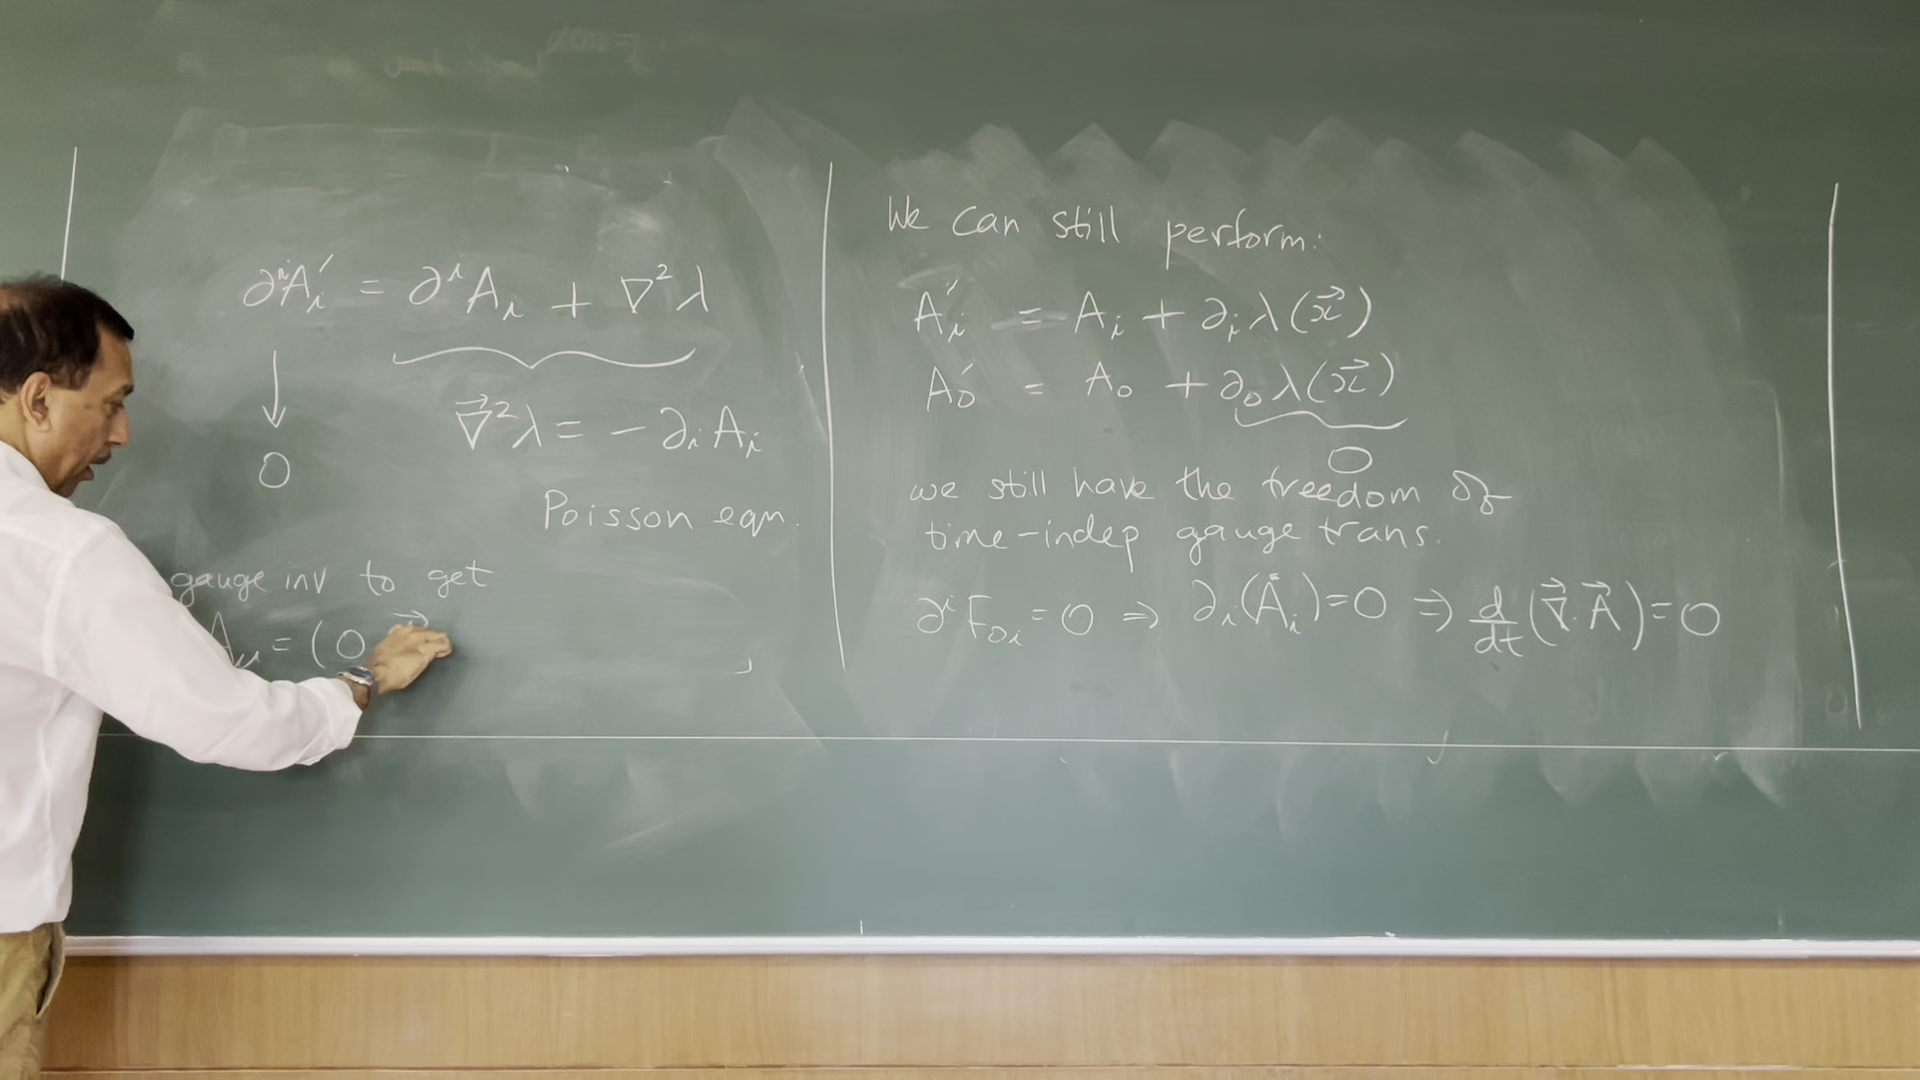 ∂ⁱA′ᵢ = ∂ⁱAᵢ + ∇²λ
↓
0
∇⃗²λ = − ∂ᵢAᵢ
Poisson eqn.
gauge inv to get
Aμ = (0
We can still perform:
A′ᵢ = Aᵢ + ∂ᵢλ(x⃗)
A′₀ = A₀ + ∂₀λ(x⃗)
0
we still have the freedom of
time-indep gauge trans.
∂ⁱF₀ᵢ = 0 ⇒ ∂ᵢ(Ȧᵢ)=0 ⇒ d/dt(∇⃗·A⃗)=0